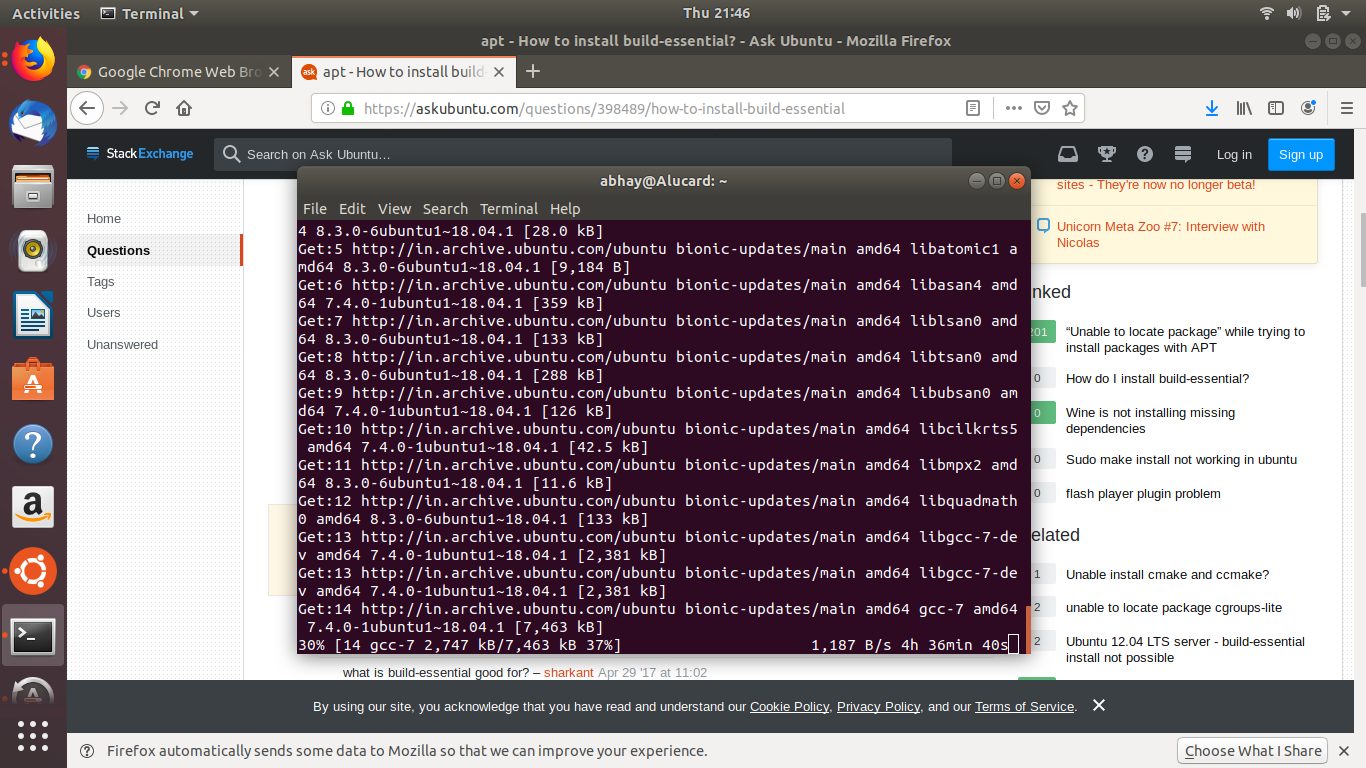 Activities Terminal Thu 21:46
apt - How to install build-essential? - Ask Ubuntu - Mozilla Firefox
Google Chrome Web Bro
ask apt - How to install build-
https://askubuntu.com/questions/398489/how-to-install-build-essential
StackExchange Search on Ask Ubuntu… Log in Sign up
Home
Questions
Tags
Users
Unanswered
abhay@Alucard: ~
File Edit View Search Terminal Help
4 8.3.0-6ubuntu1~18.04.1 [28.0 kB]
Get:5 http://in.archive.ubuntu.com/ubuntu bionic-updates/main amd64 libatomic1 a
md64 8.3.0-6ubuntu1~18.04.1 [9,184 B]
Get:6 http://in.archive.ubuntu.com/ubuntu bionic-updates/main amd64 libasan4 amd
64 7.4.0-1ubuntu1~18.04.1 [359 kB]
Get:7 http://in.archive.ubuntu.com/ubuntu bionic-updates/main amd64 liblsan0 amd
64 8.3.0-6ubuntu1~18.04.1 [133 kB]
Get:8 http://in.archive.ubuntu.com/ubuntu bionic-updates/main amd64 libtsan0 amd
64 8.3.0-6ubuntu1~18.04.1 [288 kB]
Get:9 http://in.archive.ubuntu.com/ubuntu bionic-updates/main amd64 libubsan0 am
d64 7.4.0-1ubuntu1~18.04.1 [126 kB]
Get:10 http://in.archive.ubuntu.com/ubuntu bionic-updates/main amd64 libcilkrts5
amd64 7.4.0-1ubuntu1~18.04.1 [42.5 kB]
Get:11 http://in.archive.ubuntu.com/ubuntu bionic-updates/main amd64 libmpx2 amd
64 8.3.0-6ubuntu1~18.04.1 [11.6 kB]
Get:12 http://in.archive.ubuntu.com/ubuntu bionic-updates/main amd64 libquadmath
0 amd64 8.3.0-6ubuntu1~18.04.1 [133 kB]
Get:13 http://in.archive.ubuntu.com/ubuntu bionic-updates/main amd64 libgcc-7-de
v amd64 7.4.0-1ubuntu1~18.04.1 [2,381 kB]
Get:13 http://in.archive.ubuntu.com/ubuntu bionic-updates/main amd64 libgcc-7-de
v amd64 7.4.0-1ubuntu1~18.04.1 [2,381 kB]
Get:14 http://in.archive.ubuntu.com/ubuntu bionic-updates/main amd64 gcc-7 amd64
7.4.0-1ubuntu1~18.04.1 [7,463 kB]
30% [14 gcc-7 2,747 kB/7,463 kB 37%] 1,187 B/s 4h 36min 40s
what is build-essential good for? – sharkant Apr 29 '17 at 11:02
sites - They're now no longer beta!
Unicorn Meta Zoo #7: Interview with
Nicolas
nked
201 “Unable to locate package” while trying to
install packages with APT
0 How do I install build-essential?
0 Wine is not installing missing
dependencies
0 Sudo make install not working in ubuntu
0 flash player plugin problem
elated
1 Unable install cmake and ccmake?
2 unable to locate package cgroups-lite
2 Ubuntu 12.04 LTS server - build-essential
install not possible
By using our site, you acknowledge that you have read and understand our Cookie Policy, Privacy Policy, and our Terms of Service.
Firefox automatically sends some data to Mozilla so that we can improve your experience. Choose What I Share